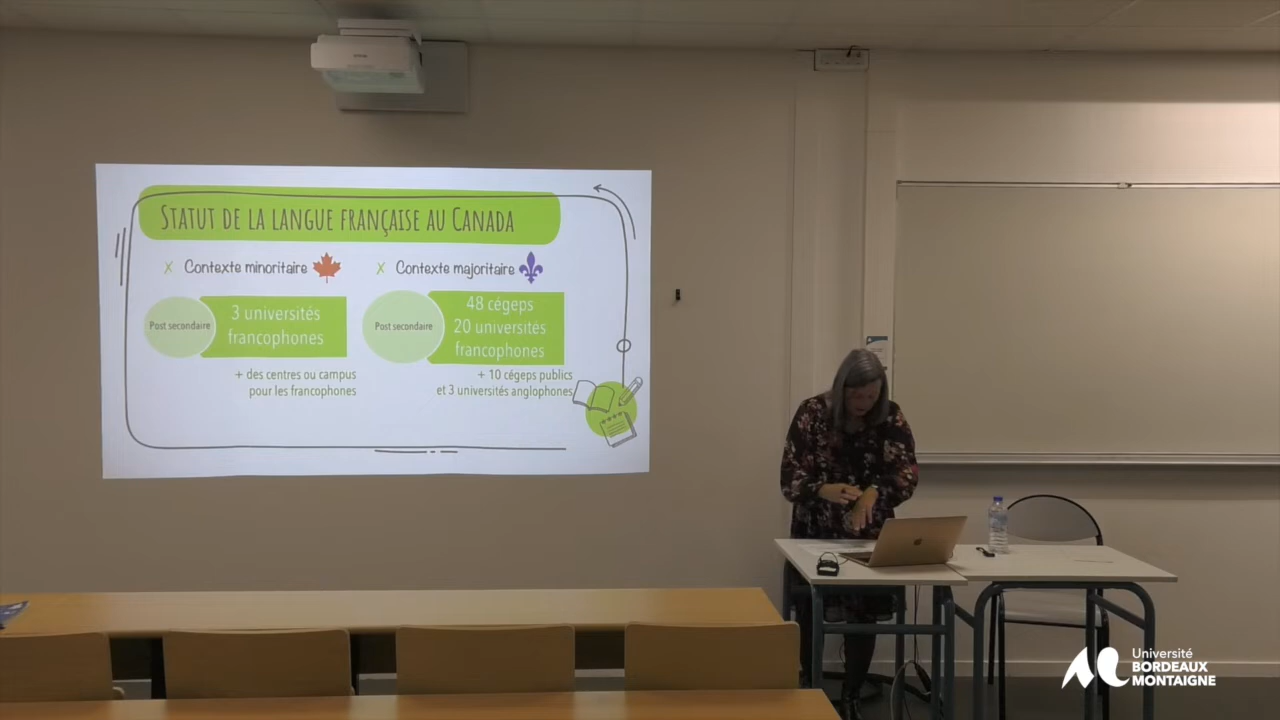 STATUT DE LA LANGUE FRANÇAISE AU CANADA
X Contexte minoritaire
Post secondaire
3 universités
francophones
+ des centres ou campus
pour les francophones
X Contexte majoritaire
Post secondaire
48 cégeps
20 universités
francophones
+ 10 cégeps publics
et 3 universités anglophones
Université
BORDEAUX
MONTAIGNE